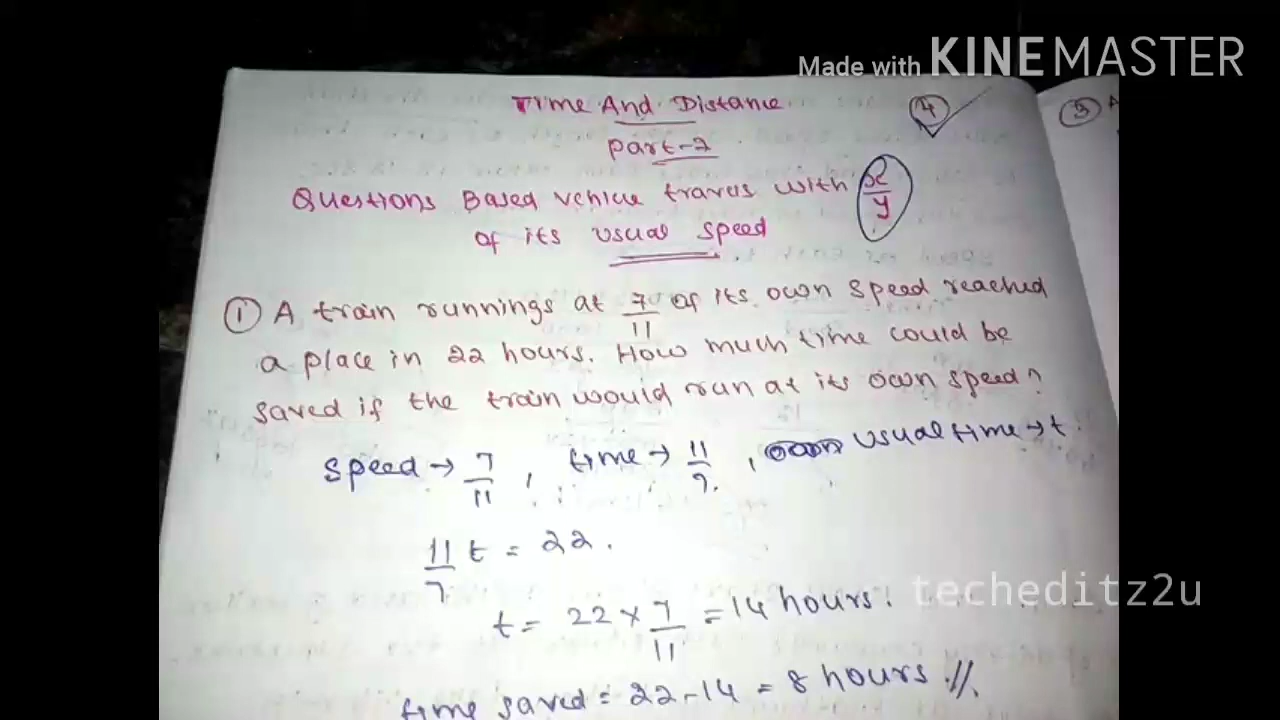 Made with KINEMASTER
Time And Distance
4
Part-7
Questions Based vehicle travels with x/y
of its usual speed
① A train runnings at 7/11 of its own speed reached
a place in 22 hours. How much time could be
saved if the train would run at its own speed?
speed → 7/11, time → 11/7, usual time → t.
11/7 t = 22.
techeditz2u
t = 22 × 7/11 = 14 hours.
time saved = 22-14 = 8 hours //.